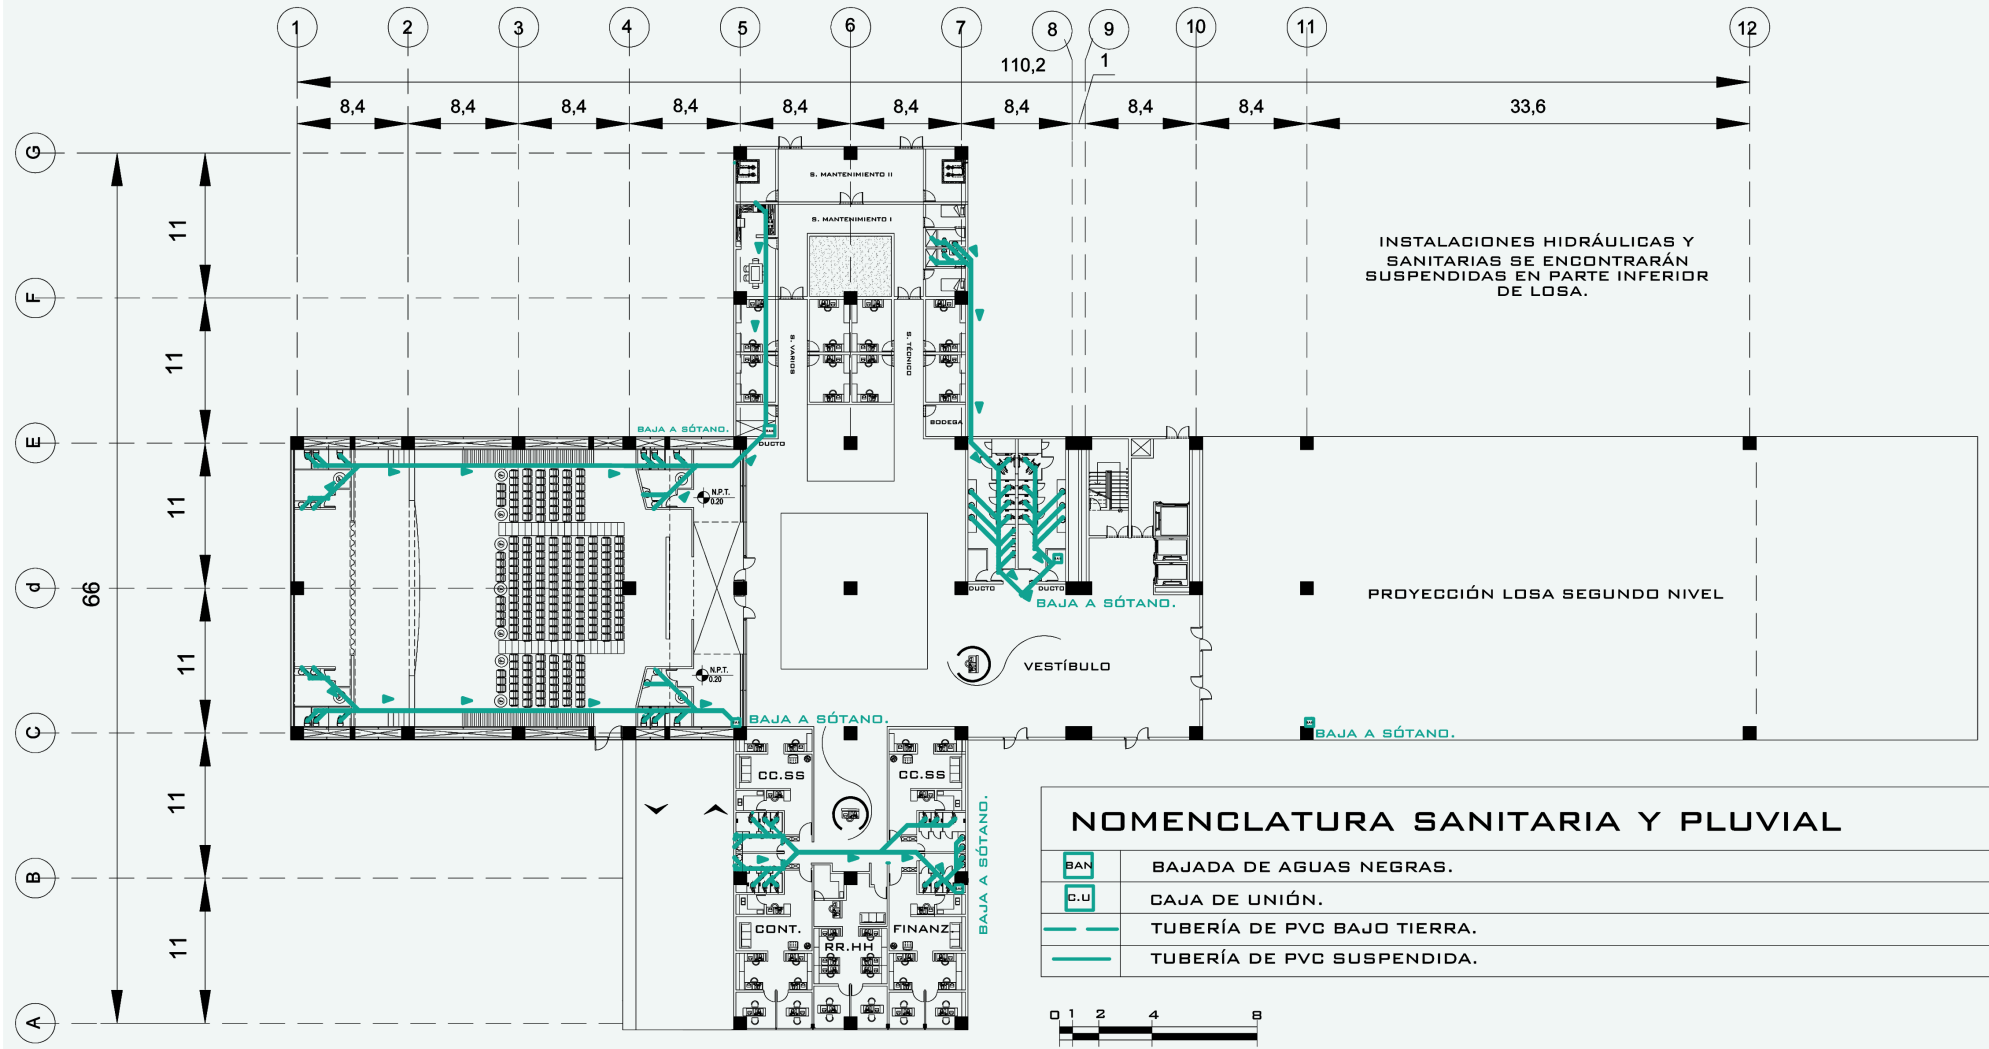 1 2 3 4 5 6 7 8 9 10 11 12
110,2 1
8,4 8,4 8,4 8,4 8,4 8,4 8,4 8,4 8,4 33,6
G
S. MANTENIMIENTO II
S. MANTENIMIENTO I
11
INSTALACIONES HIDRÁULICAS Y
SANITARIAS SE ENCONTRARÁN
SUSPENDIDAS EN PARTE INFERIOR
DE LOSA.
F
11
S. VARIOS
S. TÉCNICO
BODEGA
BAJA A SÓTANO.
DUCTO
E
11
N.P.T.
0.20
d
66
DUCTO
DUCTO
BAJA A SÓTANO.
PROYECCIÓN LOSA SEGUNDO NIVEL
11
VESTÍBULO
N.P.T.
0.20
BAJA A SÓTANO.
C
BAJA A SÓTANO.
CC.SS
CC.SS
11
BAJA A SÓTANO.
B
CONT.
RR.HH
FINANZ.
11
A
NOMENCLATURA SANITARIA Y PLUVIAL
BAN BAJADA DE AGUAS NEGRAS.
C.U CAJA DE UNIÓN.
TUBERÍA DE PVC BAJO TIERRA.
TUBERÍA DE PVC SUSPENDIDA.
0 1 2 4 8